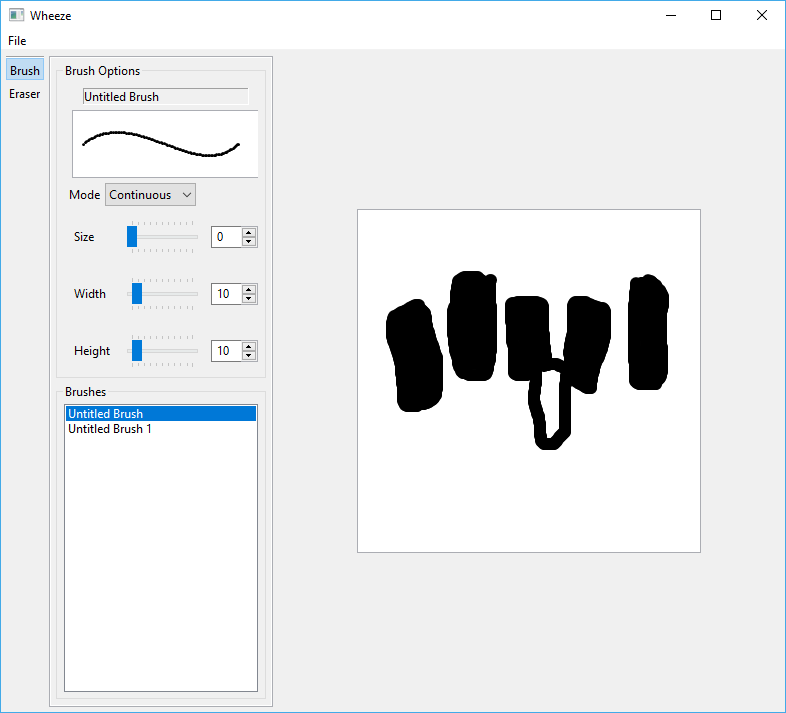 Wheeze
File
Brush
Eraser
Brush Options
Untitled Brush
Mode Continuous
Size 0
Width 10
Height 10
Brushes
Untitled Brush
Untitled Brush 1